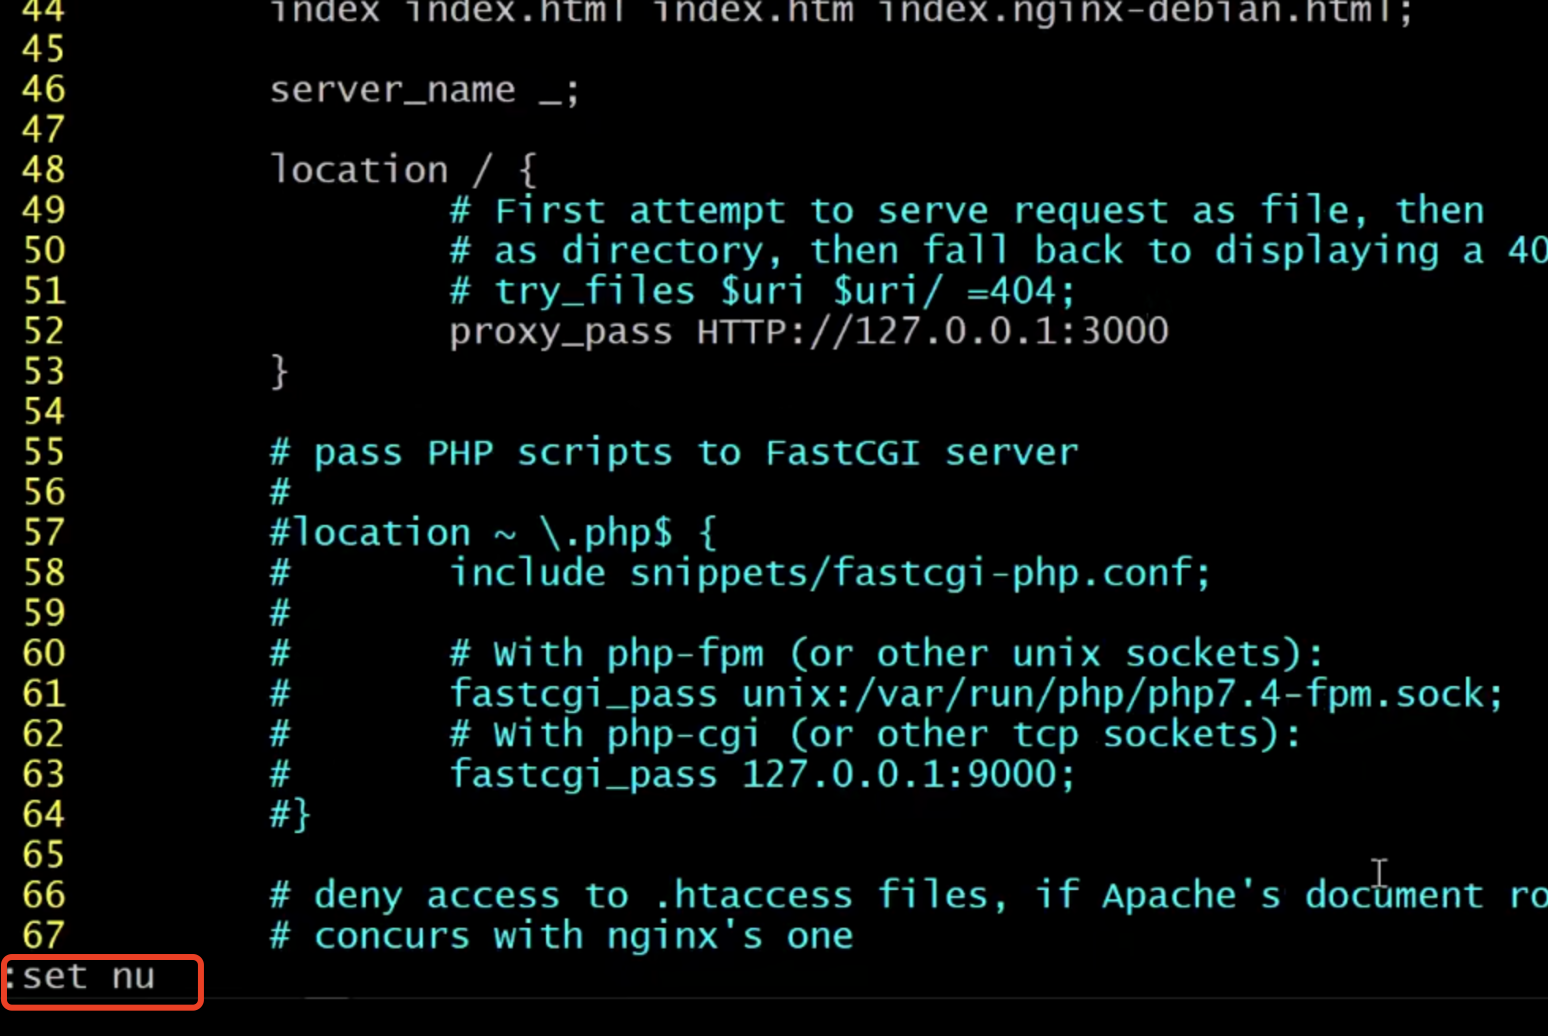 44 index index.html index.htm index.nginx-debian.html;
45
46 server_name _;
47
48 location / {
49 # First attempt to serve request as file, then
50 # as directory, then fall back to displaying a 40
51 # try_files $uri $uri/ =404;
52 proxy_pass HTTP://127.0.0.1:3000
53 }
54
55 # pass PHP scripts to FastCGI server
56 #
57 #location ~ \.php$ {
58 # include snippets/fastcgi-php.conf;
59 #
60 # # With php-fpm (or other unix sockets):
61 # fastcgi_pass unix:/var/run/php/php7.4-fpm.sock;
62 # # With php-cgi (or other tcp sockets):
63 # fastcgi_pass 127.0.0.1:9000;
64 #}
65
66 # deny access to .htaccess files, if Apache's document ro
67 # concurs with nginx's one
:set nu